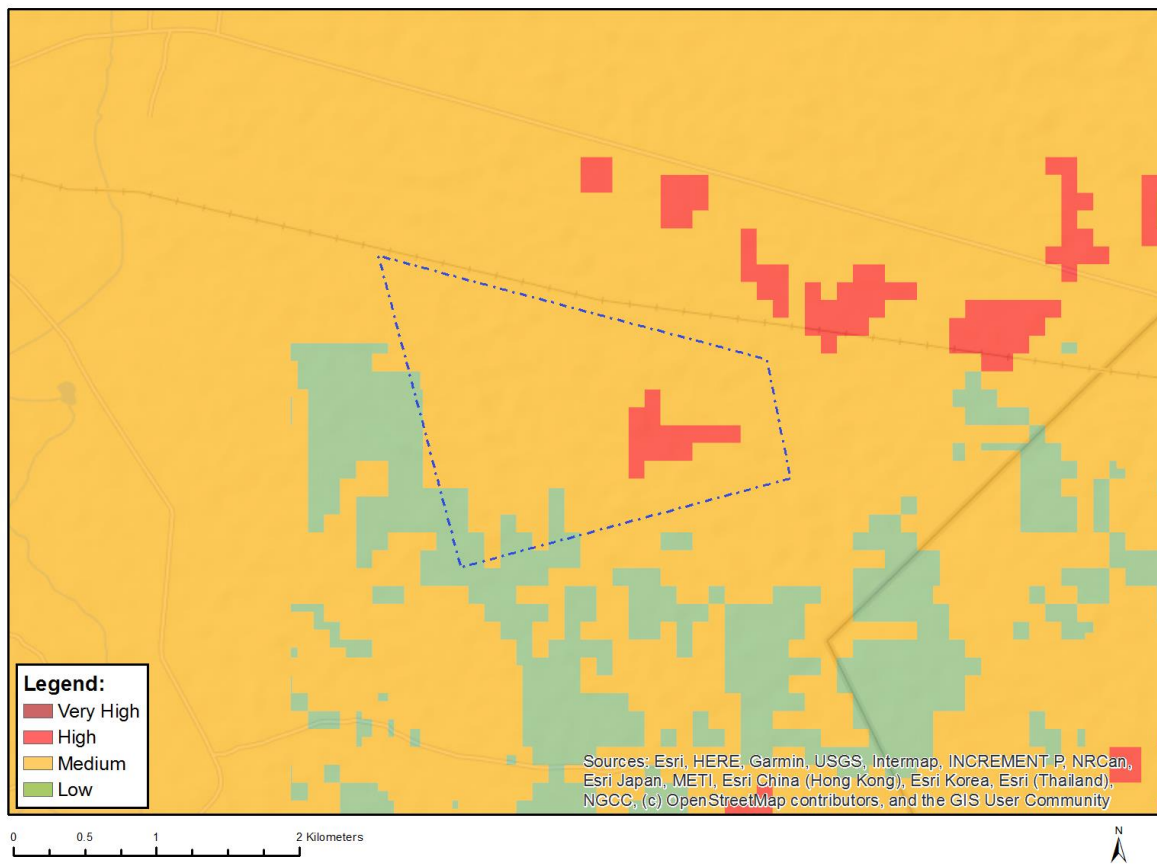 Legend:
Very High
High
Medium
Low
Sources: Esri, HERE, Garmin, USGS, Intermap, INCREMENT P, NRCan,
Esri Japan, METI, Esri China (Hong Kong), Esri Korea, Esri (Thailand),
NGCC, (c) OpenStreetMap contributors, and the GIS User Community
0 0.5 1 2 Kilometers
N